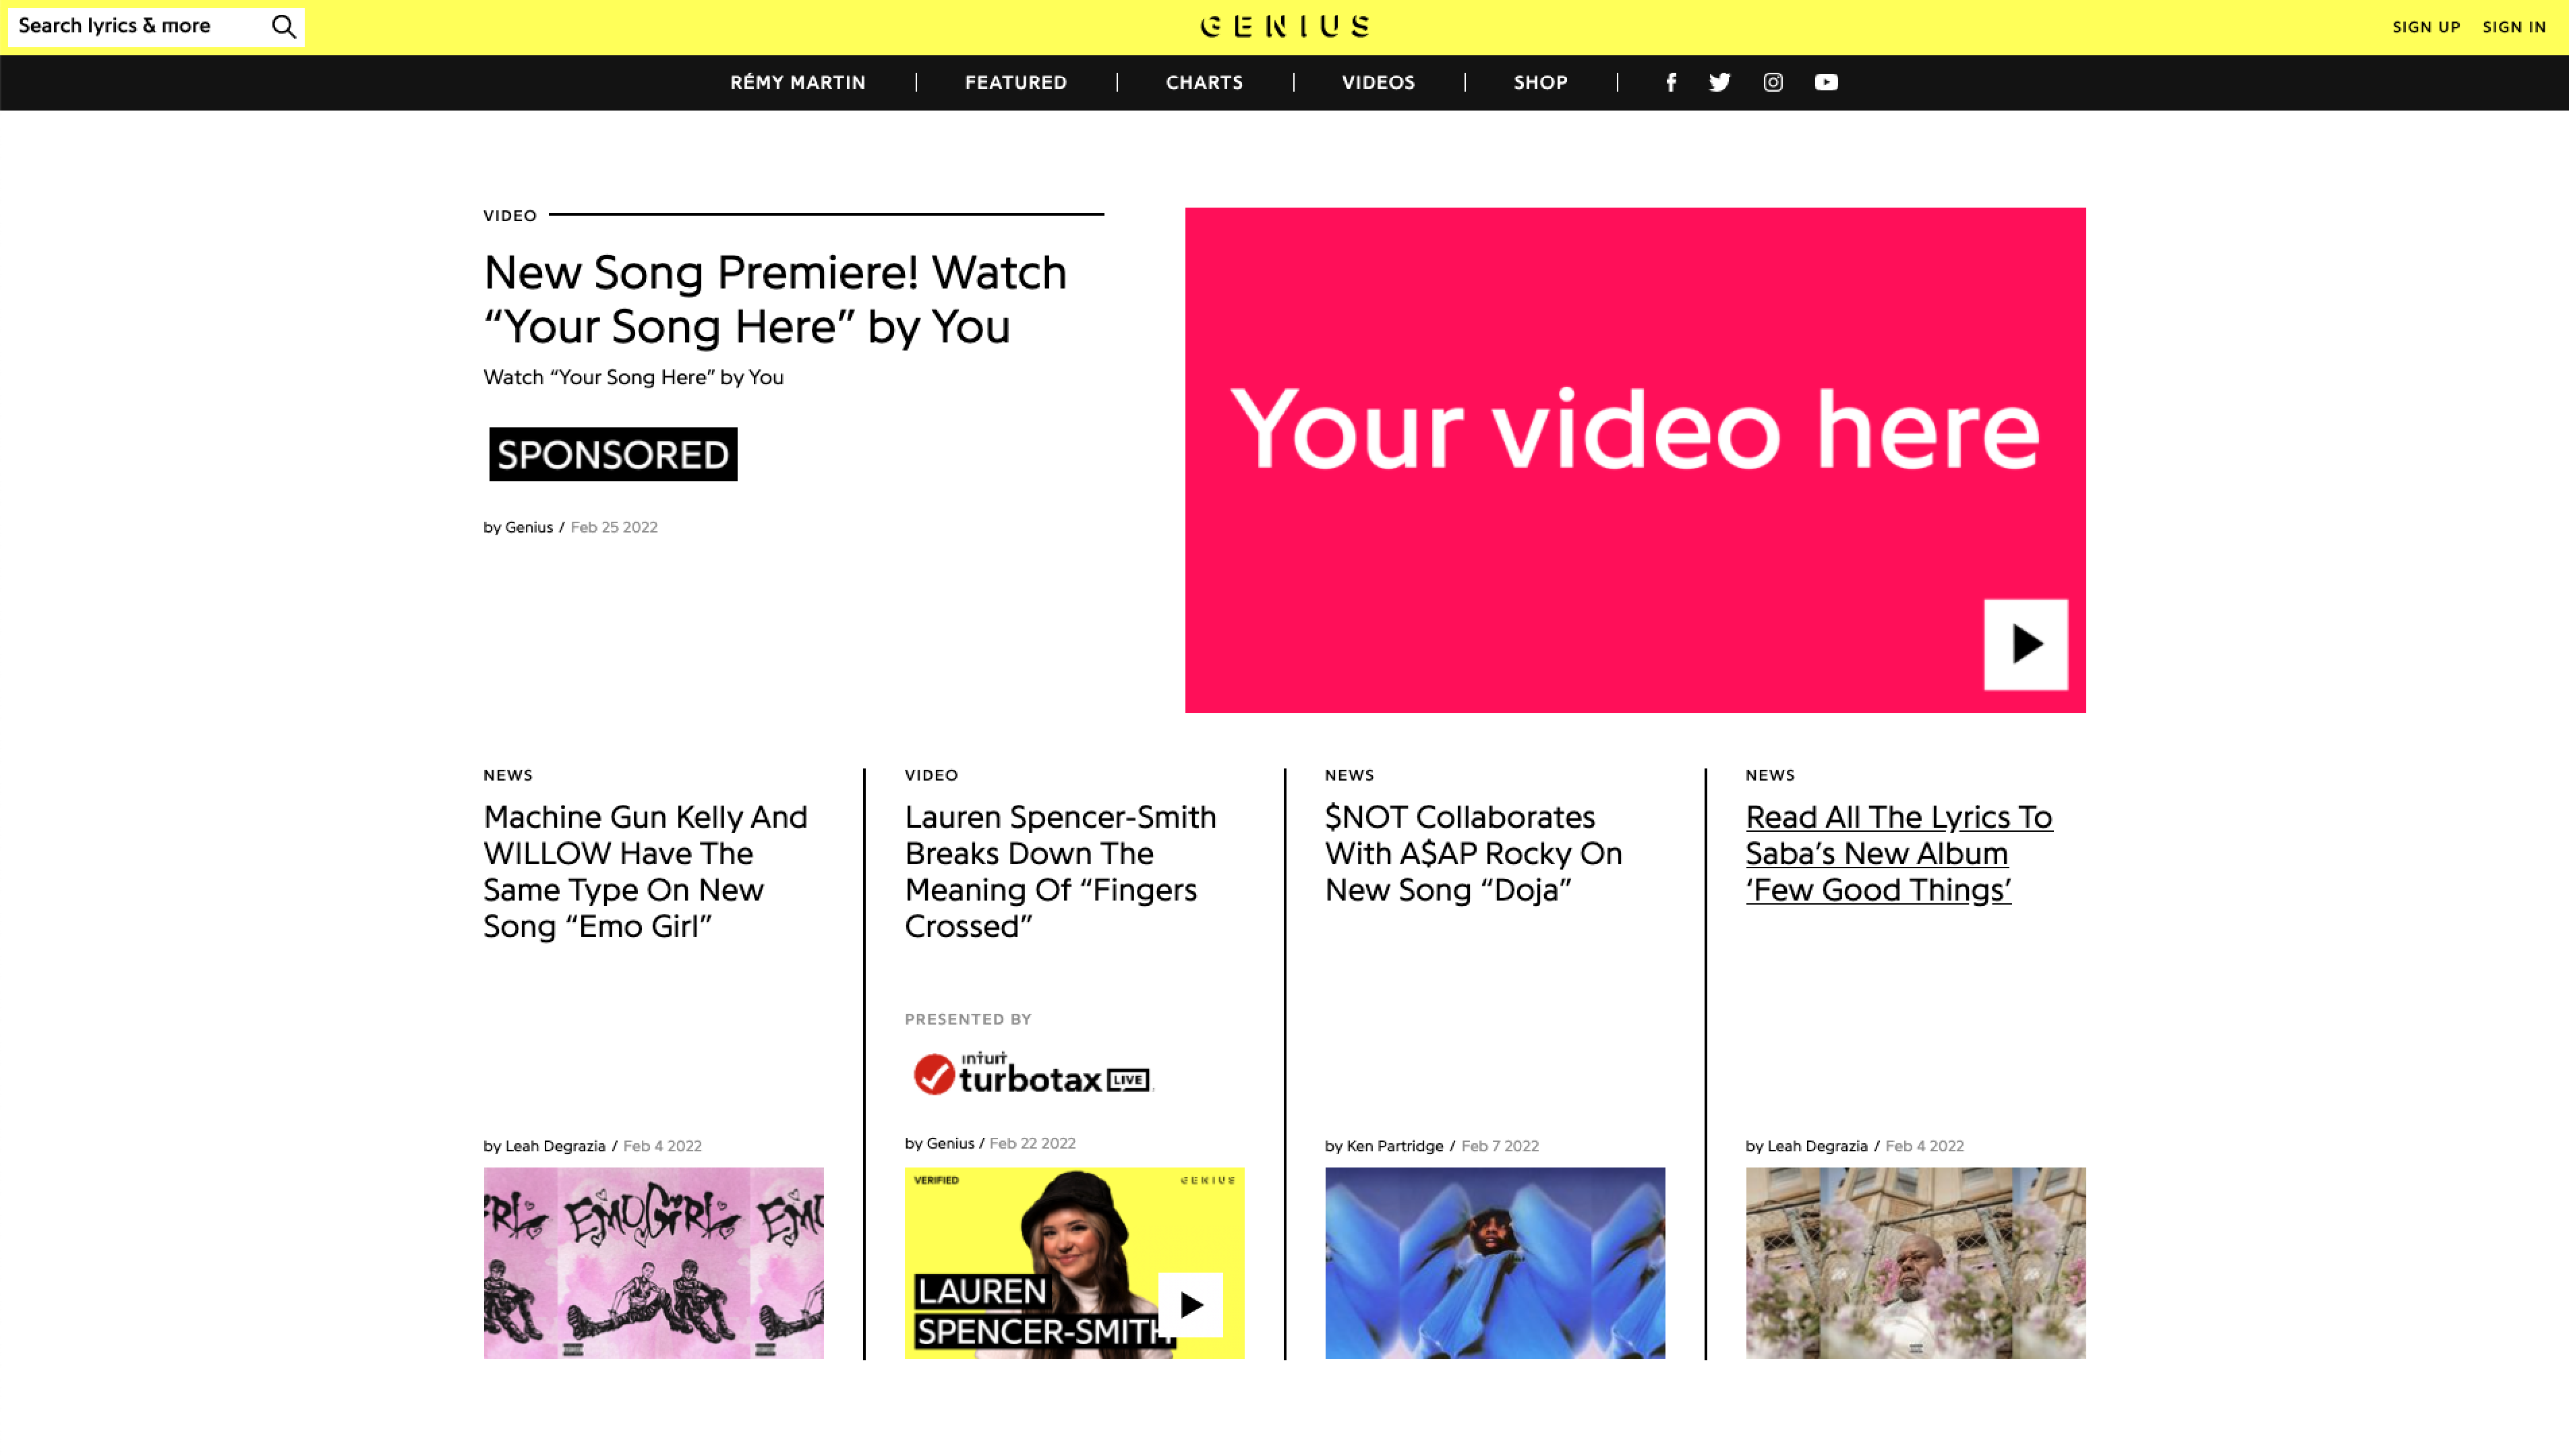 Search lyrics & more
GENIUS
SIGN UP SIGN IN
RÉMY MARTIN FEATURED CHARTS VIDEOS SHOP
VIDEO
New Song Premiere! Watch
“Your Song Here” by You
Watch “Your Song Here” by You
SPONSORED
by Genius / Feb 25 2022
Your video here
NEWS
Machine Gun Kelly And
WILLOW Have The
Same Type On New
Song “Emo Girl”
by Leah Degrazia / Feb 4 2022
EMO GIRL
VIDEO
Lauren Spencer-Smith
Breaks Down The
Meaning Of “Fingers
Crossed”
PRESENTED BY
intuit
turbotax LIVE
by Genius / Feb 22 2022
VERIFIED
GENIUS
LAUREN
SPENCER-SMITH
NEWS
$NOT Collaborates
With A$AP Rocky On
New Song “Doja”
by Ken Partridge / Feb 7 2022
NEWS
Read All The Lyrics To
Saba’s New Album
‘Few Good Things’
by Leah Degrazia / Feb 4 2022